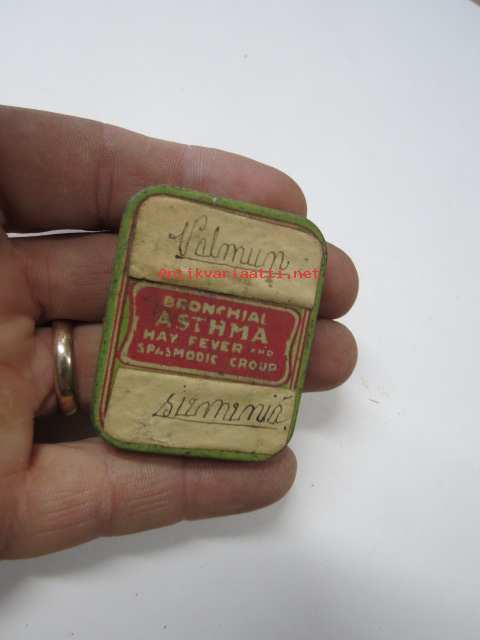 Valmun
Antikvariaatti.net
BRONCHIAL
ASTHMA
HAY FEVER AND
SPASMODIC CROUP
siemeniä.